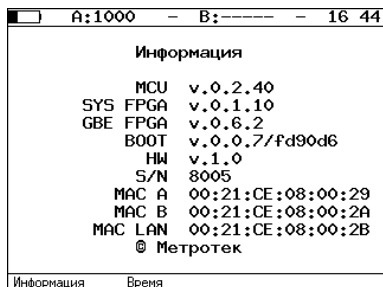 A:1000 - B:----- - 16 44
Информация
MCU v.0.2.40
SYS FPGA v.0.1.10
GBE FPGA v.0.6.2
BOOT v.0.0.7/fd90d6
HW v.1.0
S/N 8005
MAC A 00:21:CE:08:00:29
MAC B 00:21:CE:08:00:2A
MAC LAN 00:21:CE:08:00:2B
© Метротек
Информация Время